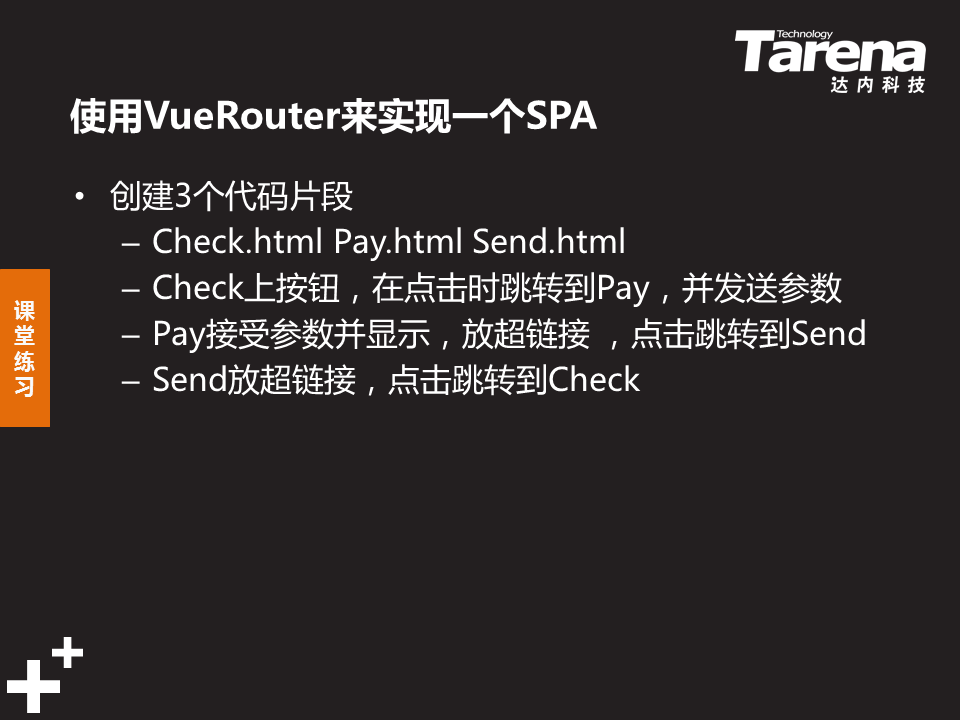 Technology
Tarena
达内科技
使用VueRouter来实现一个SPA
• 创建3个代码片段
– Check.html Pay.html Send.html
– Check上按钮，在点击时跳转到Pay，并发送参数
– Pay接受参数并显示，放超链接 ，点击跳转到Send
– Send放超链接，点击跳转到Check
课堂练习